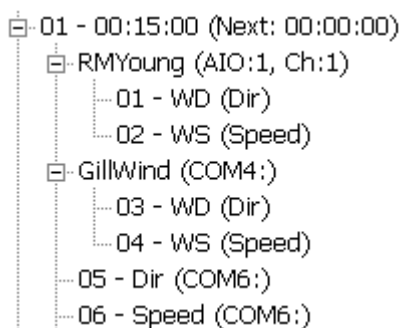 01 - 00:15:00 (Next: 00:00:00)
RMYoung (AIO:1, Ch:1)
01 - WD (Dir)
02 - WS (Speed)
GillWind (COM4:)
03 - WD (Dir)
04 - WS (Speed)
05 - Dir (COM6:)
06 - Speed (COM6:)